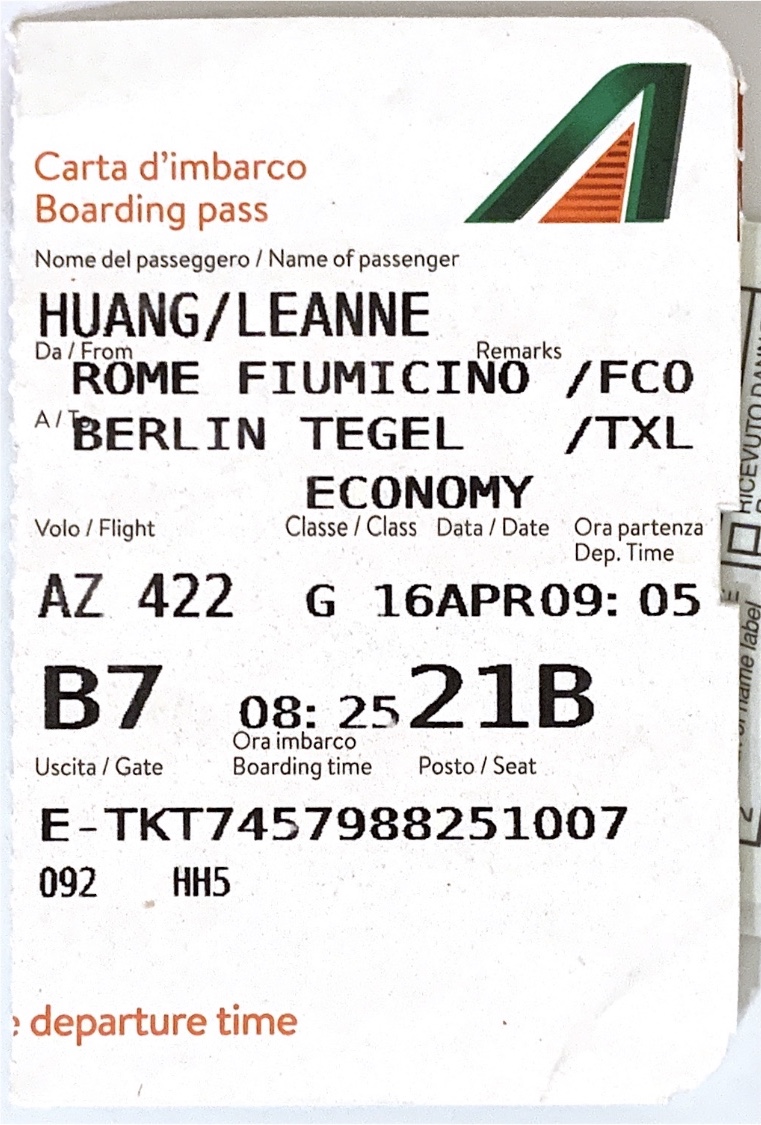 Carta d'imbarco
Boarding pass
Nome del passeggero / Name of passenger
HUANG/LEANNE
Da / From Remarks
ROME FIUMICINO /FCO
A / To
BERLIN TEGEL /TXL
ECONOMY
Volo / Flight Classe / Class Data / Date Ora partenza
Dep. Time
AZ 422 G 16APR09: 05
B7 08: 25 21B
Ora imbarco
Uscita / Gate Boarding time Posto / Seat
E-TKT7457988251007
092 HH5
departure time
RICEVUTO
name label